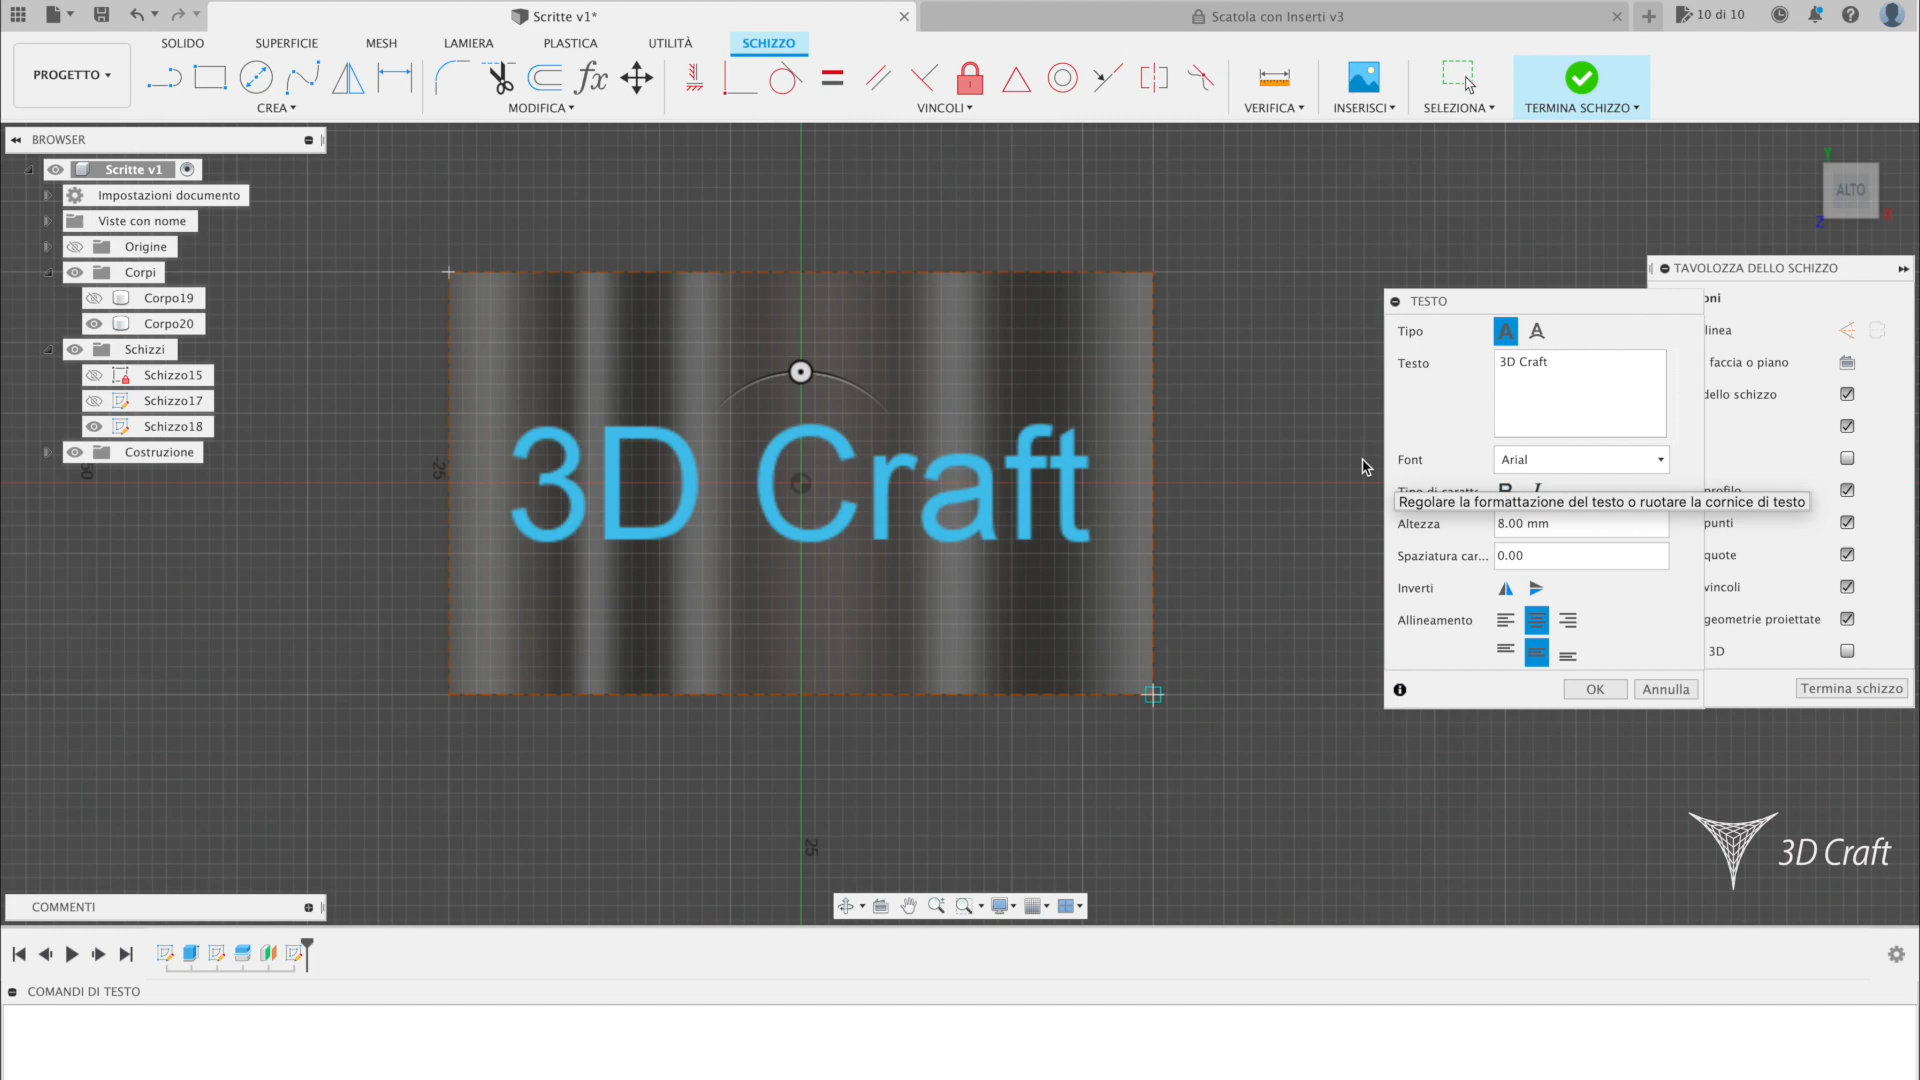 Scritte v1*
Scatola con Inserti v3
10 di 10
PROGETTO
SOLIDO
SUPERFICIE
MESH
LAMIERA
PLASTICA
UTILITÀ
SCHIZZO
CREA
MODIFICA
VINCOLI
VERIFICA
INSERISCI
SELEZIONA
TERMINA SCHIZZO
BROWSER
Scritte v1
Impostazioni documento
Viste con nome
Origine
Corpi
Corpo19
Corpo20
Schizzi
Schizzo15
Schizzo17
Schizzo18
Costruzione
50
-25
25
3D Craft
Y
ALTO
X
Z
TAVOLOZZA DELLO SCHIZZO
oni
linea
faccia o piano
dello schizzo
profilo
punti
quote
vincoli
geometrie proiettate
3D
Termina schizzo
TESTO
Tipo
Testo
3D Craft
Font
Arial
Regolare la formattazione del testo o ruotare la cornice di testo
Altezza
8.00 mm
Spaziatura car...
0.00
Inverti
Allineamento
OK
Annulla
3D Craft
COMMENTI
COMANDI DI TESTO